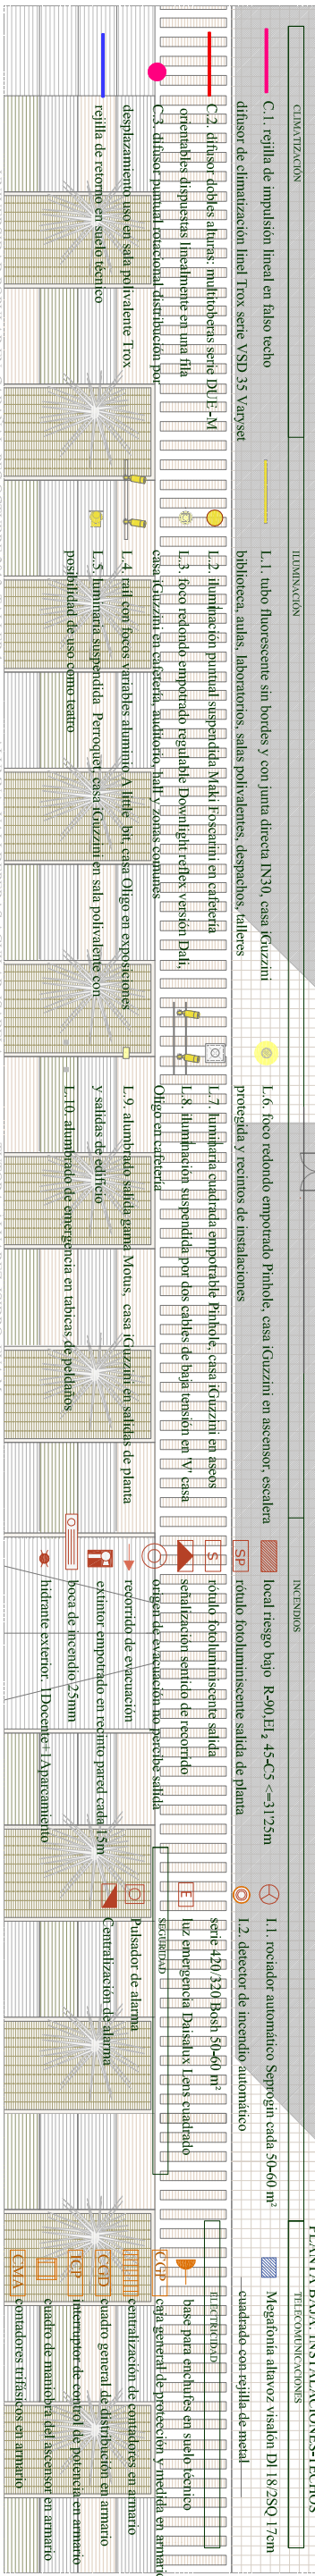 PLANTA BAJA. INSTALACIONES-TECHOS
CLIMATIZACIÓN
C.1. rejilla de impulsión lineal en falso techo
difusor de climatización linel Trox serie VSD 35 Varyset
C.2. difusor dobles alturas: multitoberas serie DUE-M
orientables dispuestas linealmente en una fila
C.3. difusor puntual rotacional distribución por
desplazamiento uso en sala polivalente Trox
rejilla de retorno en suelo técnico
ILUMINACIÓN
L.1. tubo fluorescente sin bordes y con junta directa IN30, casa iGuzzini
biblioteca, aulas, laboratorios, salas polivalentes, despachos, talleres
L.2. iluminación puntual suspendida Maki Foscarini en cafetería
L.3. foco redondo empotrado regulable Downligh reflex versión Dali,
casa iGuzzini en cafetería, auditorio, hall y zonas comunes
L.4. rail con focos variables aluminio A little bit, casa Oligo en exposiciones
L.5. luminaria suspendida Perroquet casa iGuzzini en sala polivalente con
posibilidad de uso como teatro
L.6. foco redondo empotrado Pinhole, casa iGuzzini en ascensor, escalera
protegida y recintos de instalaciones
L.7. luminaria cuadrada empotrable Pinhole, casa iGuzzini en aseos
L.8. iluminación suspendida por dos cables de baja tensión en 'V' casa
Oligo en cafetería
L.9. alumbrado salida gama Motus, casa iGuzzini en salidas de planta
y salidas de edificio
L.10. alumbrado de emergencia en tabicas de peldaños
INCENDIOS
local riesgo bajo R-90,EI₂ 45-C5 <=31'25m
SP rótulo fotoluminiscente salida de planta
S rótulo fotoluminiscente salida
señalización sentido de recorrido
origen de evacuación no percibe salida
recorrido de evacuación
extintor empotrado en recinto pared cada 15m
boca de incendio 25mm
hidrante exterior 1Docente+1Aparcamiento
I.1. rociador automático Seprogin cada 50-60 m²
I.2. detector de incendio automático
serie 420/320 Bosh 50-60 m²
E luz emergencia Daisalux Lens cuadrado
SEGURIDAD
Pulsador de alarma
Centralización de alarma
TELECOMUNICACIONES
Megafonía altavoz visalón Dl 18/2SQ 17cm
cuadrado con rejilla de metal
ELECTRICIDAD
base para enchufes en suelo técnico
CGP caja general de protección y medida en armario
centralización de contadores en armario
CGD cuadro general de distribución en armario
ICP interruptor de control de potencia en armario
cuadro de maniobra del ascensor en armario
CMA contadores trifásicos en armario